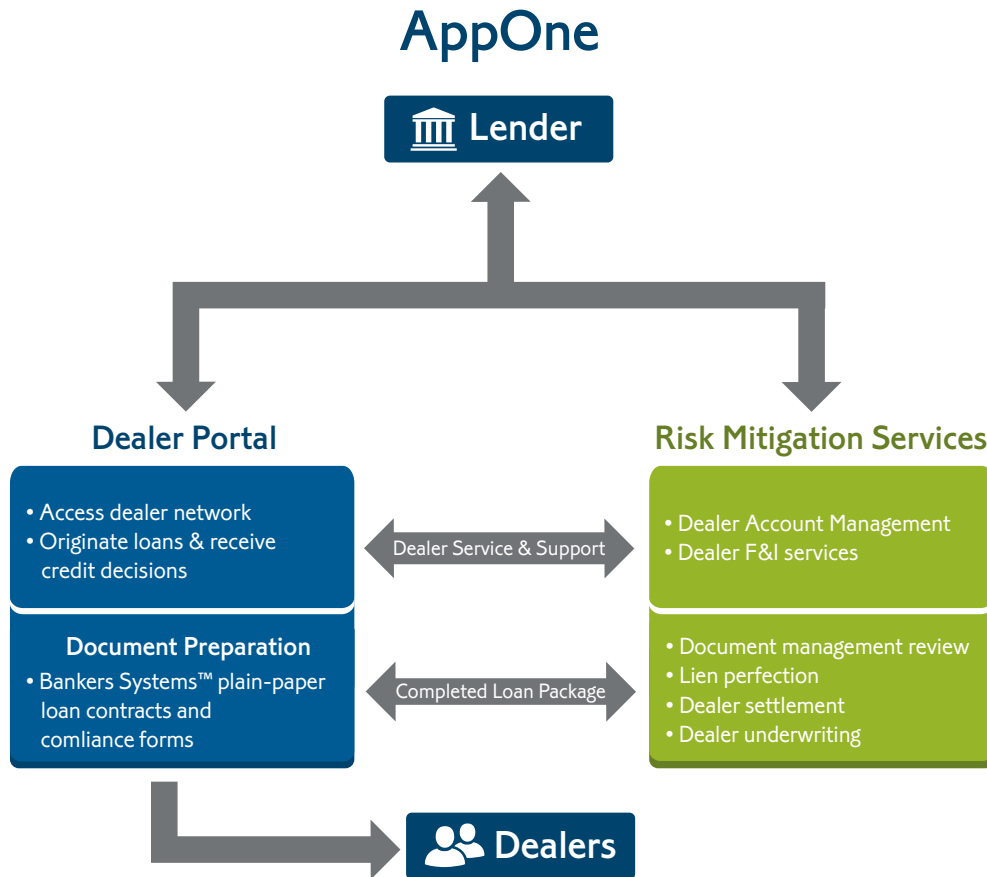 AppOne
Lender
Dealer Portal
Risk Mitigation Services
• Access dealer network
• Originate loans & receive
credit decisions
Dealer Service & Support
• Dealer Account Management
• Dealer F&I services
Document Preparation
• Bankers Systems™ plain-paper
loan contracts and
comliance forms
Completed Loan Package
• Document management review
• Lien perfection
• Dealer settlement
• Dealer underwriting
Dealers